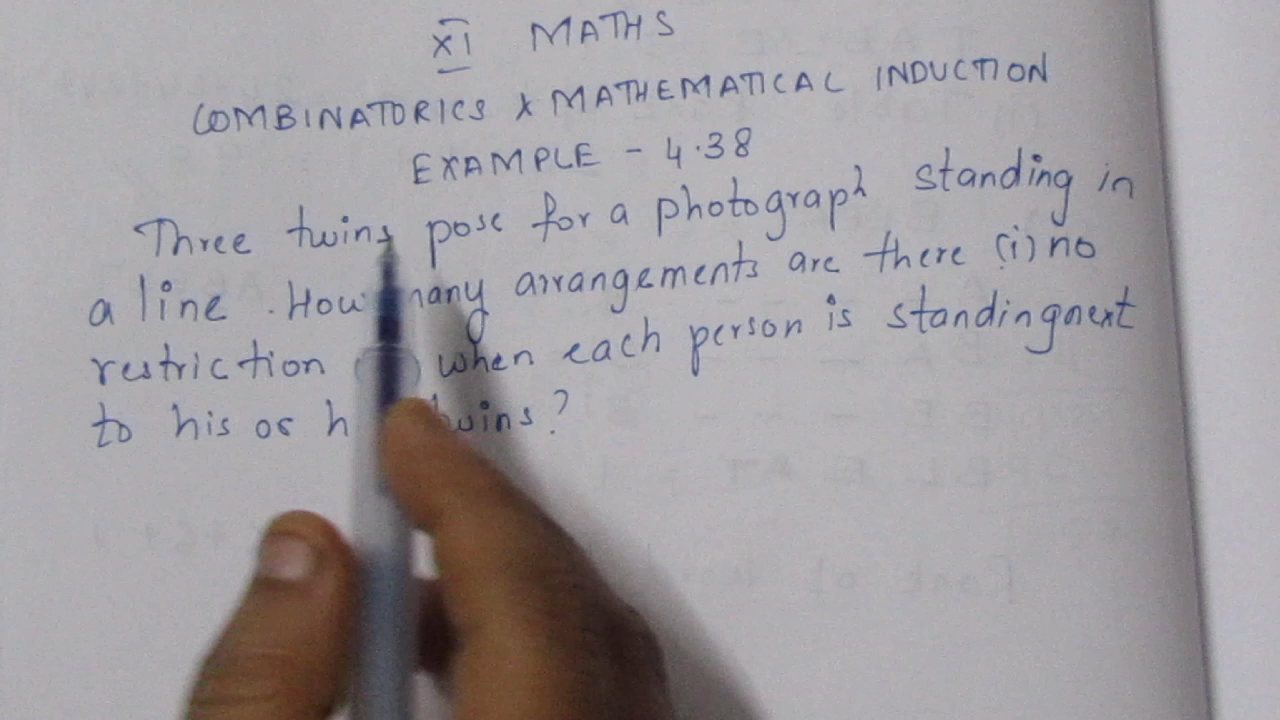 XI MATHS
COMBINATORICS & MATHEMATICAL INDUCTION
EXAMPLE - 4.38
Three twins pose for a photograph standing in
a line. How many arrangements are there (i) no
restriction when each person is standing next
to his or twins?